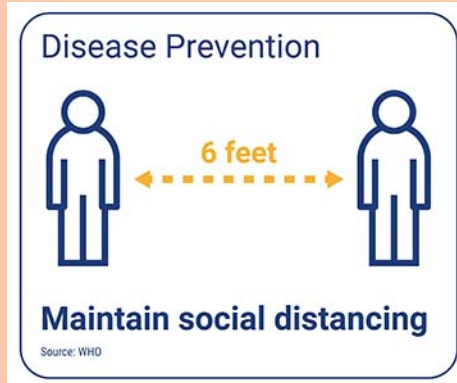 Disease Prevention
6 feet
Maintain social distancing
Source: WHO